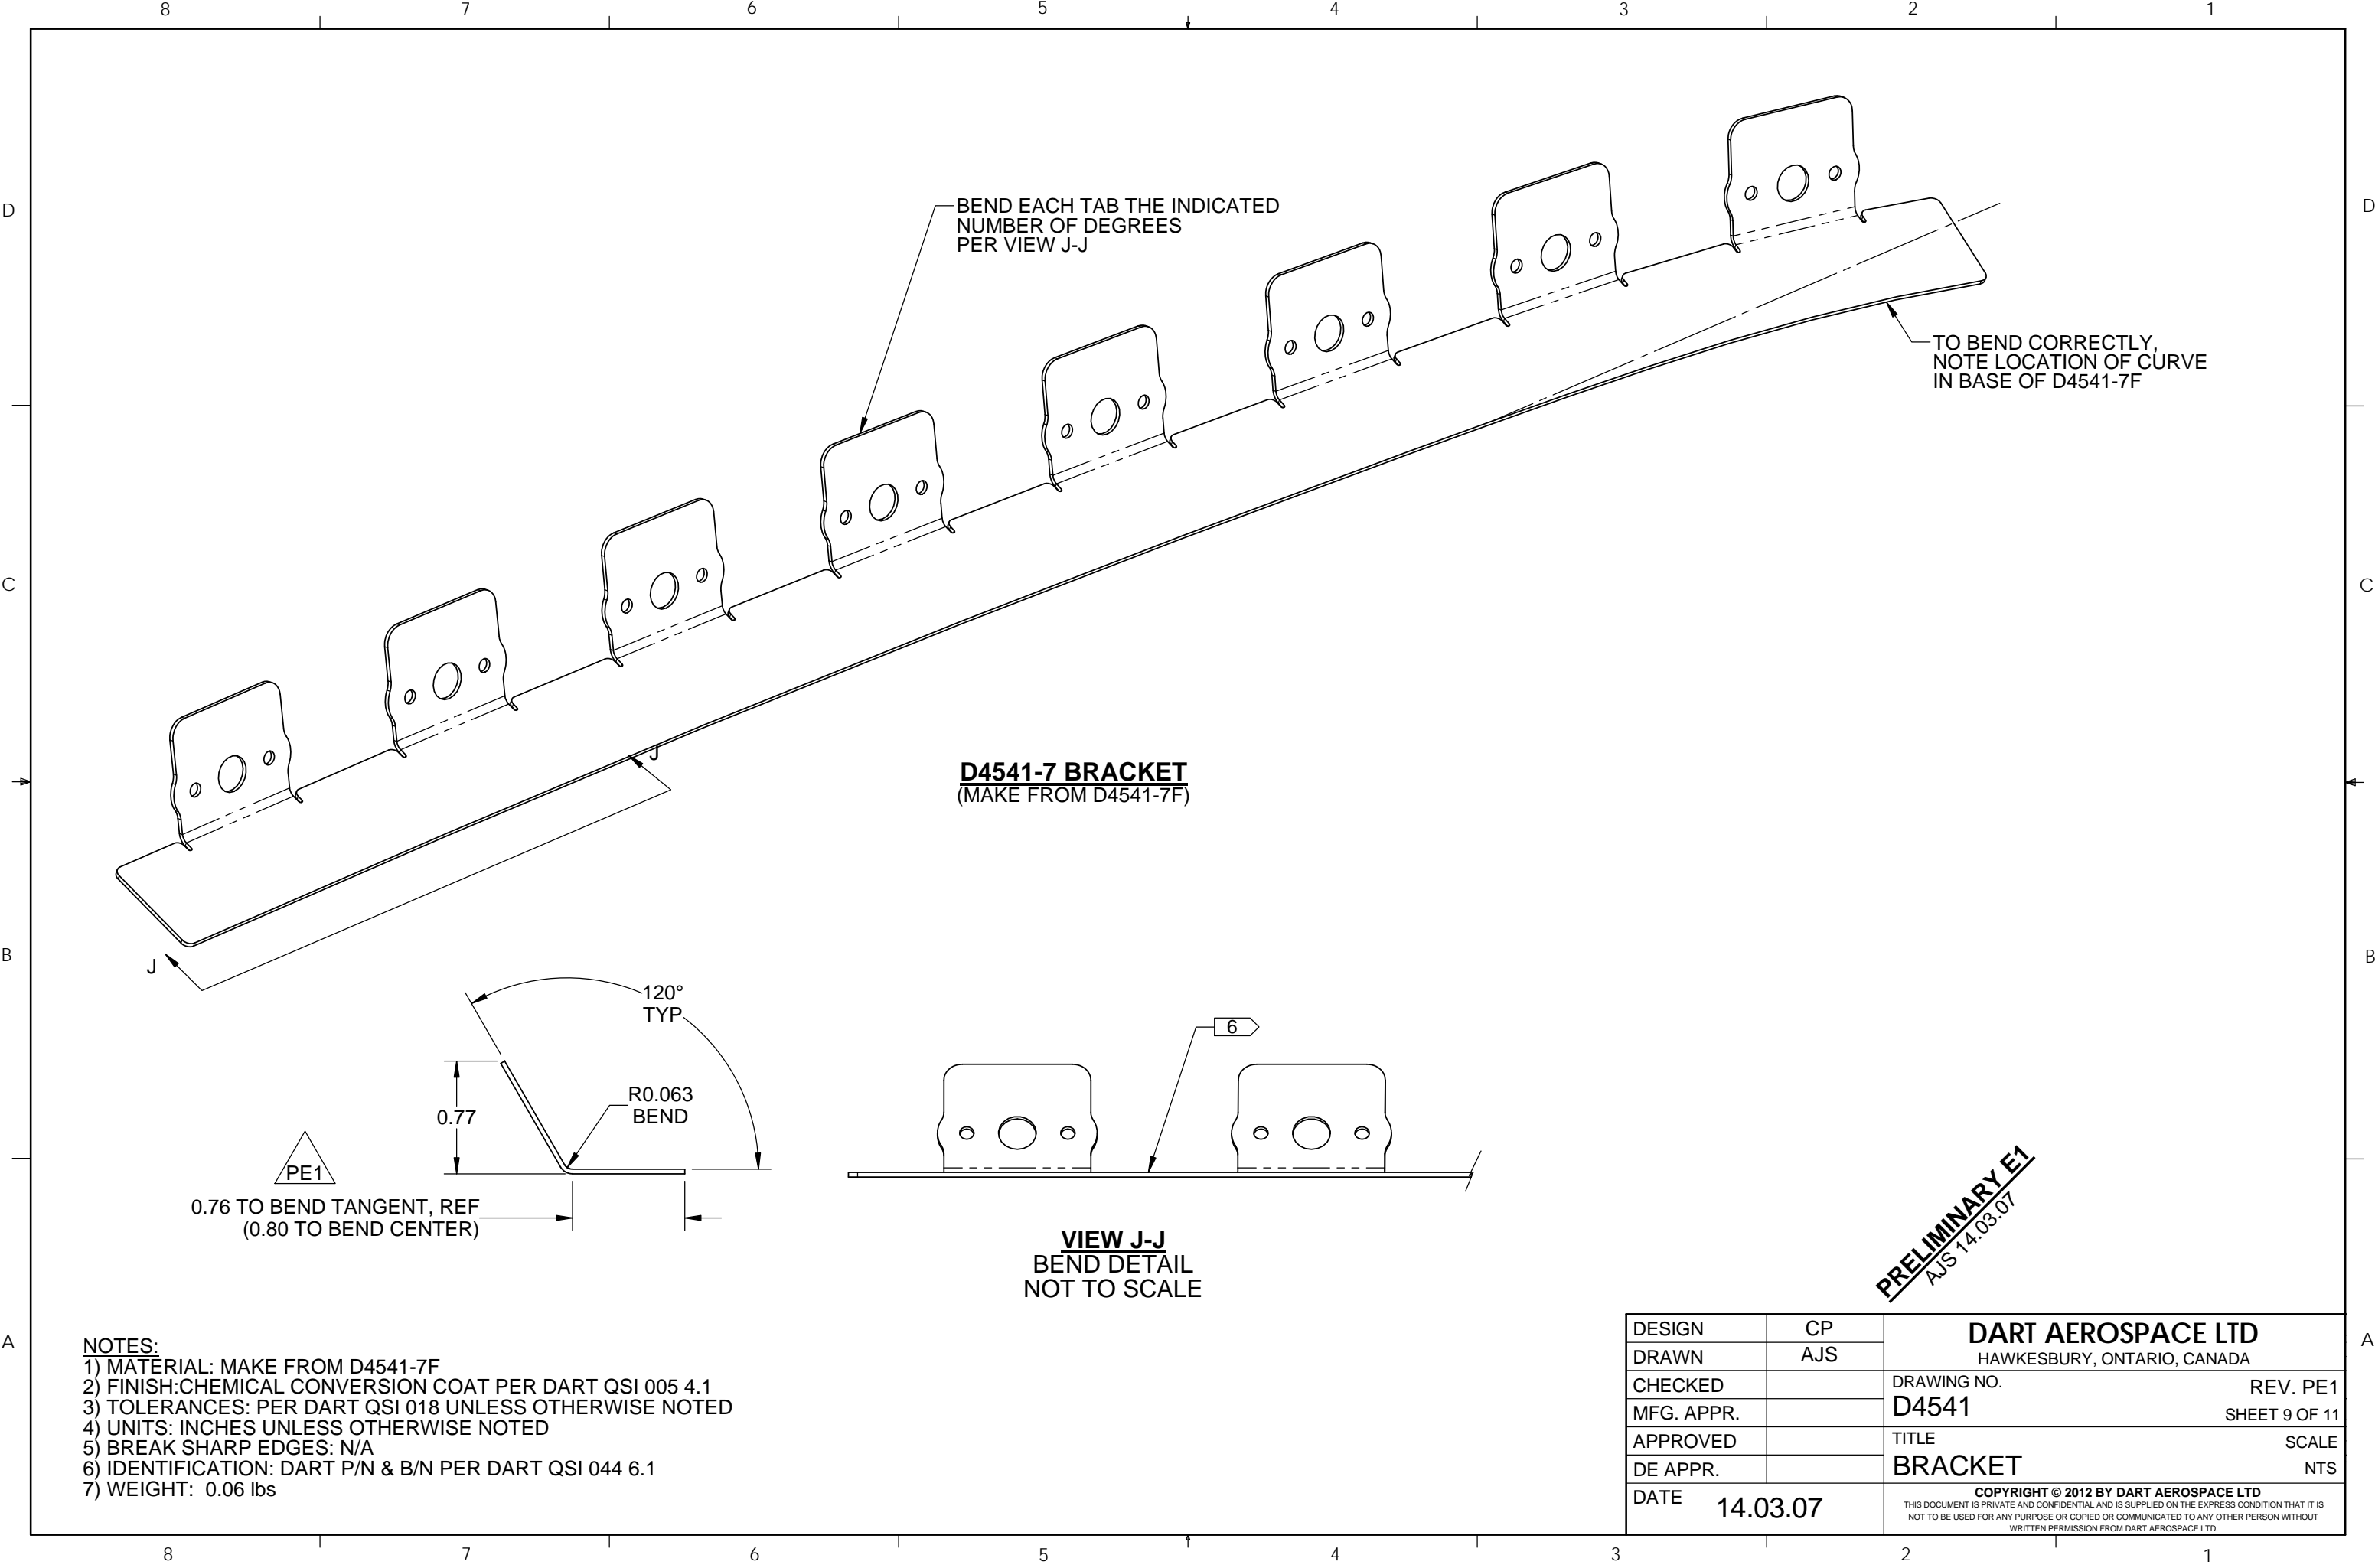 8 7 6 5 4 3 2 1
D
D
C
C
B
B
A
A
BEND EACH TAB THE INDICATED
NUMBER OF DEGREES
PER VIEW J-J
TO BEND CORRECTLY,
NOTE LOCATION OF CURVE
IN BASE OF D4541-7F
J
D4541-7 BRACKET
(MAKE FROM D4541-7F)
J
120°
TYP
6
R0.063
BEND
0.77
PE1
0.76 TO BEND TANGENT, REF
(0.80 TO BEND CENTER)
VIEW J-J
BEND DETAIL
NOT TO SCALE
PRELIMINARY E1
AJS 14.03.07
NOTES:
1) MATERIAL: MAKE FROM D4541-7F
2) FINISH:CHEMICAL CONVERSION COAT PER DART QSI 005 4.1
3) TOLERANCES: PER DART QSI 018 UNLESS OTHERWISE NOTED
4) UNITS: INCHES UNLESS OTHERWISE NOTED
5) BREAK SHARP EDGES: N/A
6) IDENTIFICATION: DART P/N & B/N PER DART QSI 044 6.1
7) WEIGHT: 0.06 lbs
DESIGN CP
DRAWN AJS
CHECKED
MFG. APPR.
APPROVED
DE APPR.
DATE 14.03.07
DART AEROSPACE LTD
HAWKESBURY, ONTARIO, CANADA
DRAWING NO. REV. PE1
D4541 SHEET 9 OF 11
TITLE SCALE
BRACKET NTS
COPYRIGHT © 2012 BY DART AEROSPACE LTD
THIS DOCUMENT IS PRIVATE AND CONFIDENTIAL AND IS SUPPLIED ON THE EXPRESS CONDITION THAT IT IS
NOT TO BE USED FOR ANY PURPOSE OR COPIED OR COMMUNICATED TO ANY OTHER PERSON WITHOUT
WRITTEN PERMISSION FROM DART AEROSPACE LTD.
8 7 6 5 4 3 2 1